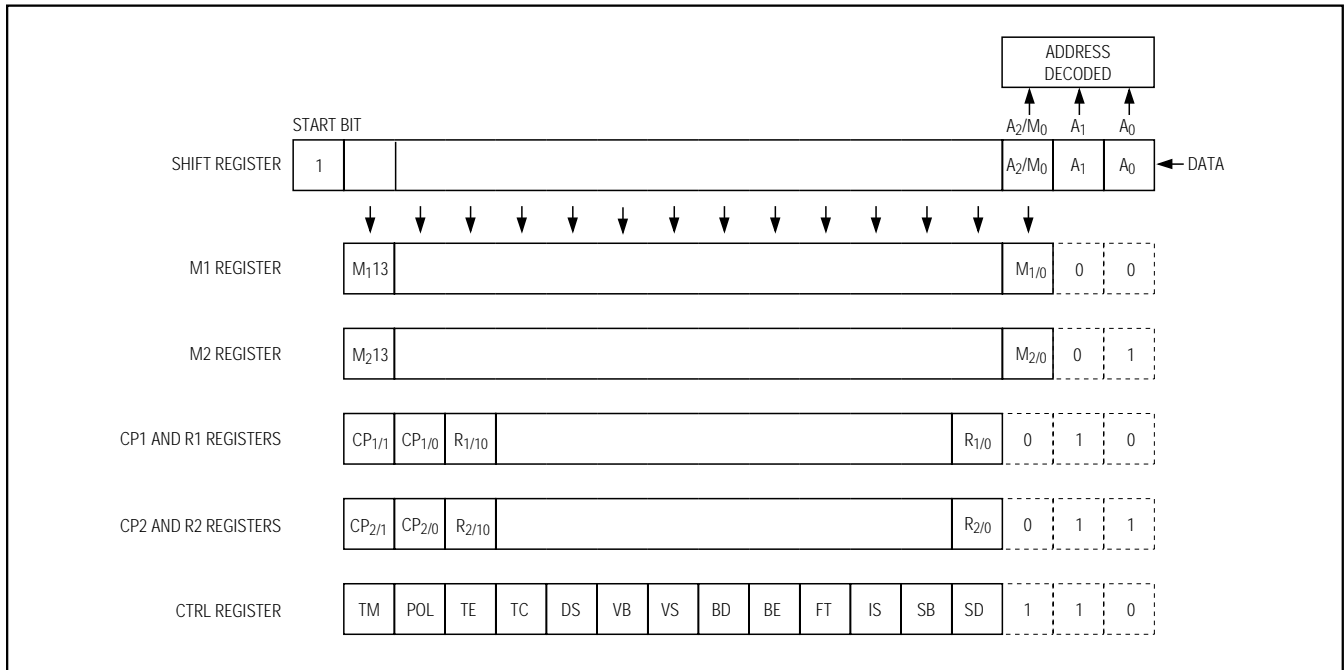 ADDRESS
DECODED
START BIT
A2/M0 A1 A0
SHIFT REGISTER 1 A2/M0 A1 A0 DATA
M1 REGISTER M113 M1/0 0 0
M2 REGISTER M213 M2/0 0 1
CP1 AND R1 REGISTERS CP1/1 CP1/0 R1/10 R1/0 0 1 0
CP2 AND R2 REGISTERS CP2/1 CP2/0 R2/10 R2/0 0 1 1
CTRL REGISTER TM POL TE TC DS VB VS BD BE FT IS SB SD 1 1 0